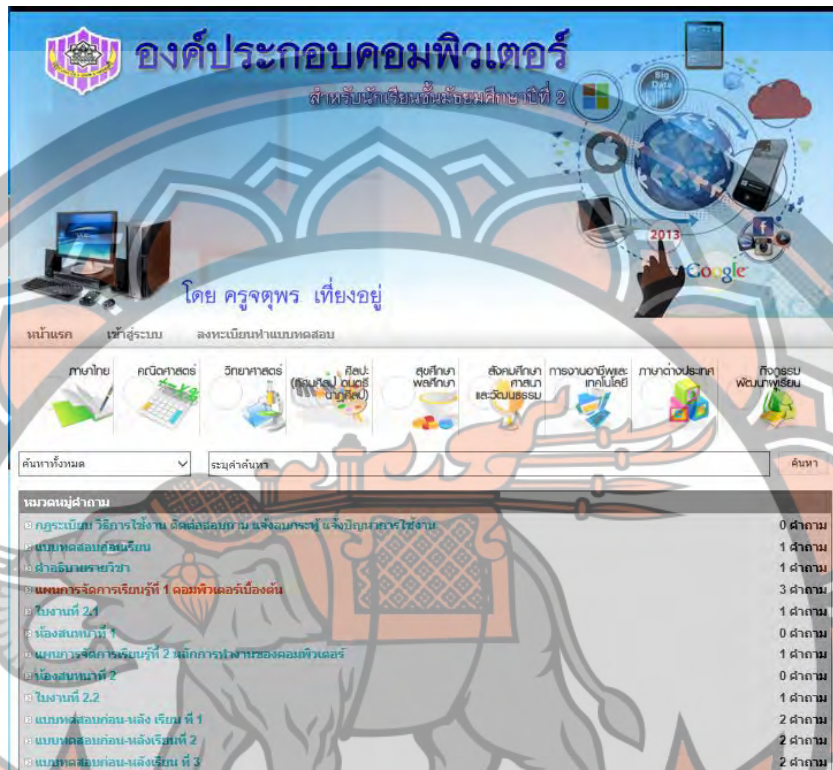 องค์ประกอบคอมพิวเตอร์
สำหรับนักเรียนชั้นมัธยมศึกษาปีที่ 2
Big
Data
2013
Google
โดย ครูจตุพร เที่ยงอยู่
หน้าแรก เข้าสู่ระบบ ลงทะเบียนทำแบบทดสอบ
ภาษาไทย
คณิตศาสตร์
วิทยาศาสตร์
ศิลปะ
(ทัศนศิลป์ ดนตรี
นาฏศิลป์)
สุขศึกษา
พลศึกษา
สังคมศึกษา
ศาสนา
และวัฒนธรรม
การงานอาชีพและ
เทคโนโลยี
ภาษาต่างประเทศ
กิจกรรม
พัฒนาผู้เรียน
ค้นหาทั้งหมด ระบุคำค้นหา ค้นหา
หมวดหมู่คำถาม
กฎระเบียบ วิธีการใช้งาน ติดต่อสอบถาม แจ้งลบกระทู้ แจ้งปัญหาการใช้งาน 0 คำถาม
แบบทดสอบก่อนเรียน 1 คำถาม
คำอธิบายรายวิชา 1 คำถาม
แผนการจัดการเรียนรู้ที่ 1 คอมพิวเตอร์เบื้องต้น 3 คำถาม
ใบงานที่ 2.1 1 คำถาม
ห้องสนทนาที่ 1 0 คำถาม
แผนการจัดการเรียนรู้ที่ 2 หลักการทำงานของคอมพิวเตอร์ 1 คำถาม
ห้องสนทนาที่ 2 0 คำถาม
ใบงานที่ 2.2 1 คำถาม
แบบทดสอบก่อน-หลัง เรียน ที่ 1 2 คำถาม
แบบทดสอบก่อน-หลังเรียนที่ 2 2 คำถาม
แบบทดสอบก่อน-หลังเรียน ที่ 3 2 คำถาม